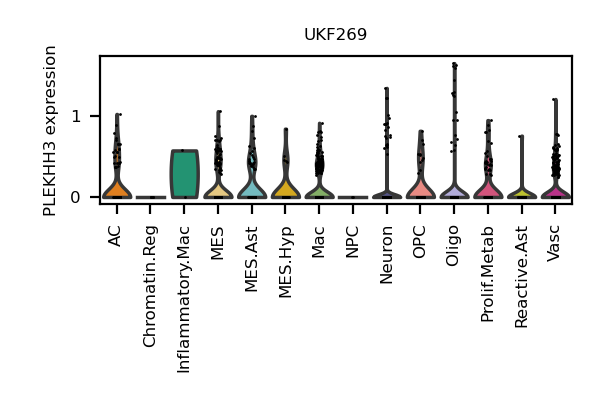 UKF269
PLEKHH3 expression
1
0
AC
Chromatin.Reg
Inflammatory.Mac
MES
MES.Ast
MES.Hyp
Mac
NPC
Neuron
OPC
Oligo
Prolif.Metab
Reactive.Ast
Vasc